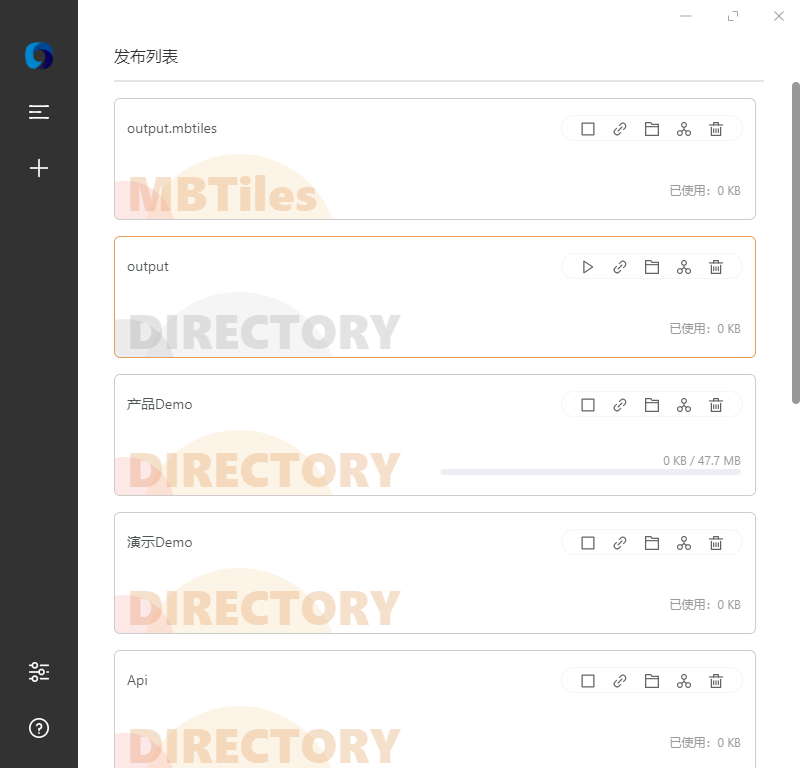 发布列表
output.mbtiles
MBTiles
已使用：0 KB
output
DIRECTORY
已使用：0 KB
产品Demo
DIRECTORY
0 KB / 47.7 MB
演示Demo
DIRECTORY
已使用：0 KB
Api
DIRECTORY
已使用：0 KB